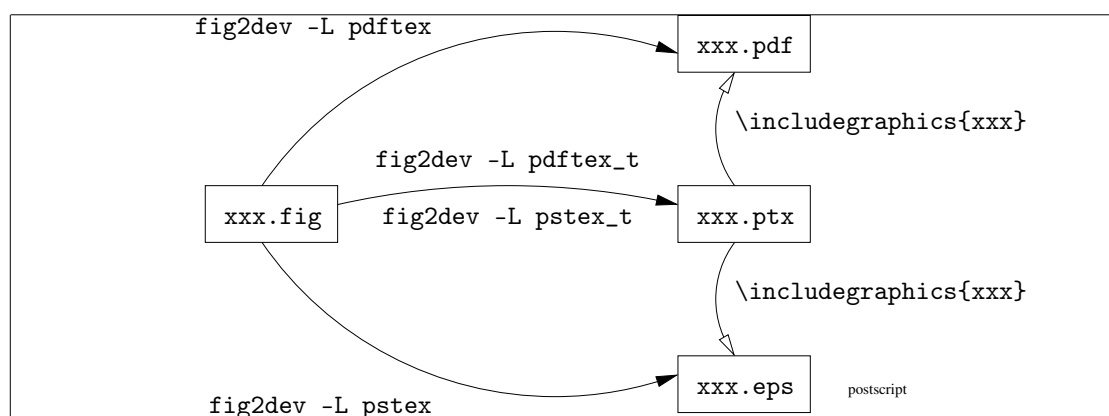 fig2dev -L pdftex
xxx.pdf
\includegraphics{xxx}
fig2dev -L pdftex_t
xxx.fig
fig2dev -L pstex_t
xxx.ptx
\includegraphics{xxx}
xxx.eps
postscript
fig2dev -L pstex